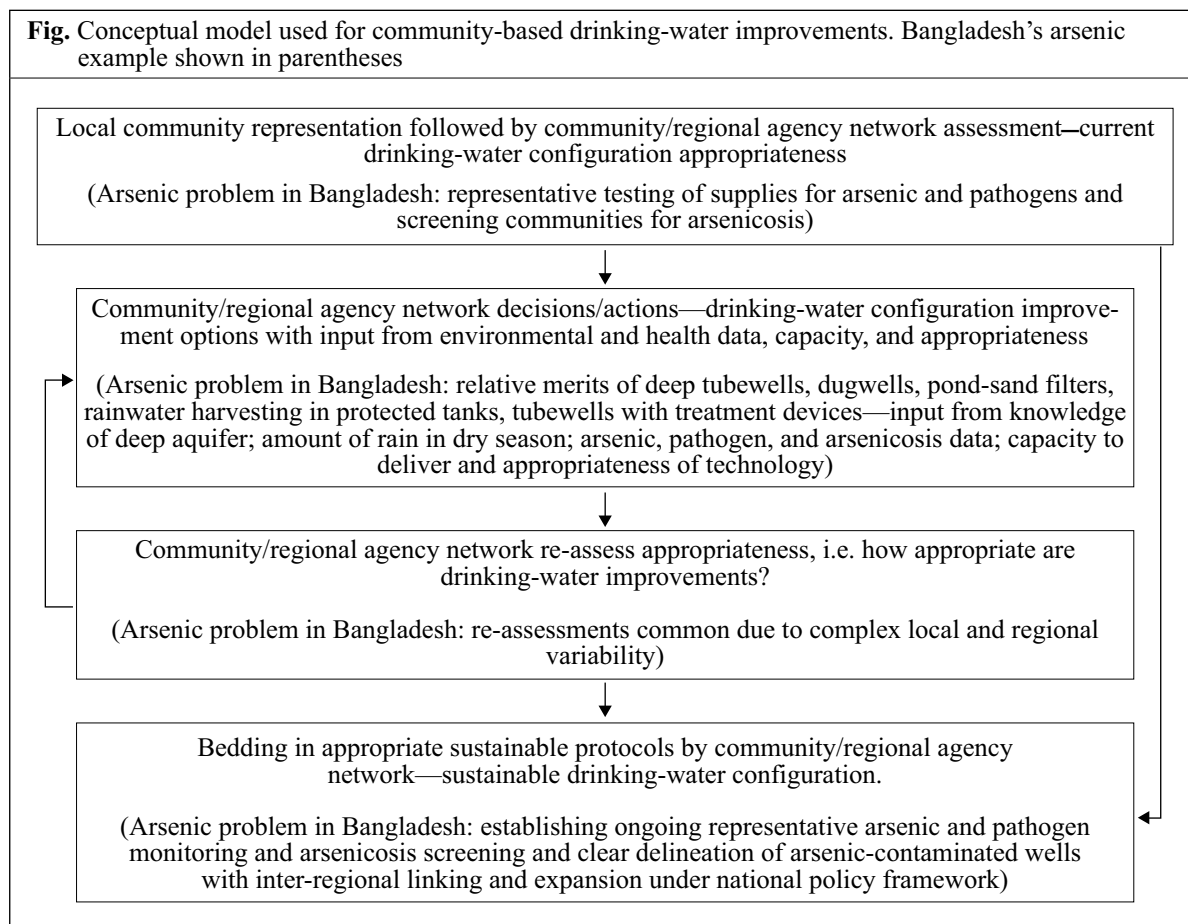 Fig. Conceptual model used for community-based drinking-water improvements. Bangladesh’s arsenic
example shown in parentheses
Local community representation followed by community/regional agency network assessment—current
drinking-water configuration appropriateness
(Arsenic problem in Bangladesh: representative testing of supplies for arsenic and pathogens and
screening communities for arsenicosis)
Community/regional agency network decisions/actions—drinking-water configuration improve-
ment options with input from environmental and health data, capacity, and appropriateness
(Arsenic problem in Bangladesh: relative merits of deep tubewells, dugwells, pond-sand filters,
rainwater harvesting in protected tanks, tubewells with treatment devices—input from knowledge
of deep aquifer; amount of rain in dry season; arsenic, pathogen, and arsenicosis data; capacity to
deliver and appropriateness of technology)
Community/regional agency network re-assess appropriateness, i.e. how appropriate are
drinking-water improvements?
(Arsenic problem in Bangladesh: re-assessments common due to complex local and regional
variability)
Bedding in appropriate sustainable protocols by community/regional agency
network—sustainable drinking-water configuration.
(Arsenic problem in Bangladesh: establishing ongoing representative arsenic and pathogen
monitoring and arsenicosis screening and clear delineation of arsenic-contaminated wells
with inter-regional linking and expansion under national policy framework)